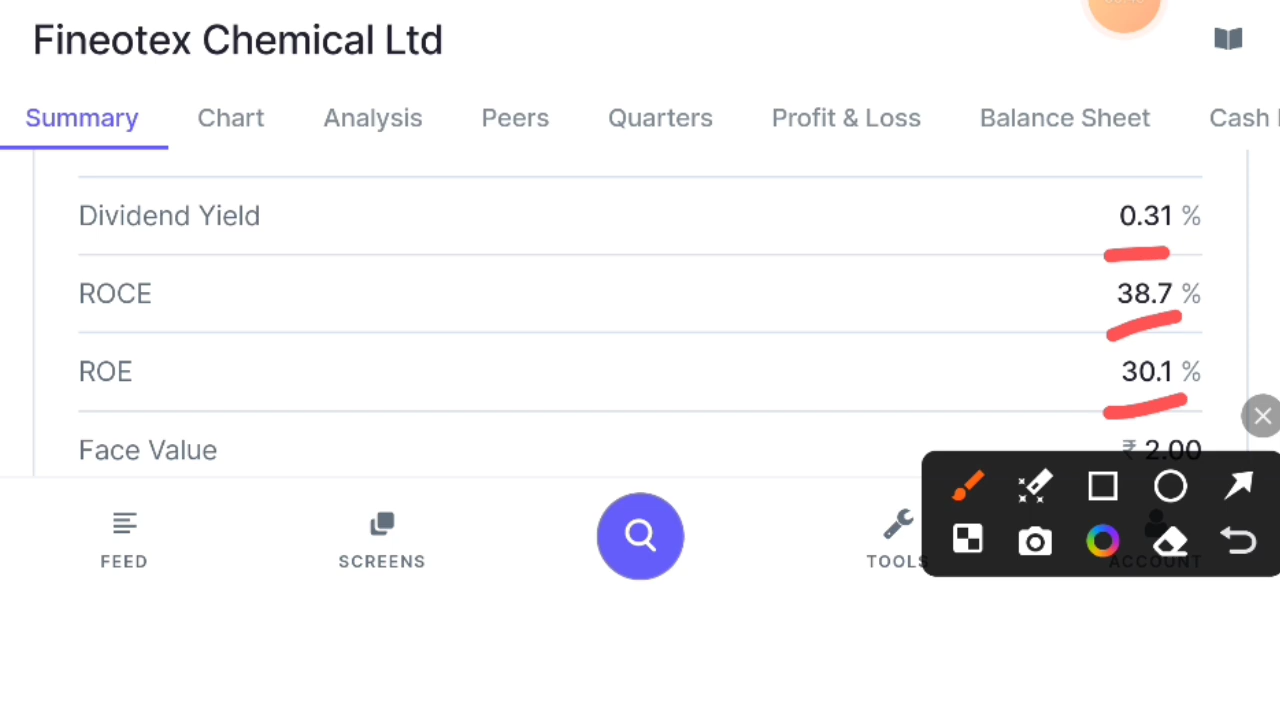 Fineotex Chemical Ltd
Summary Chart Analysis Peers Quarters Profit & Loss Balance Sheet Cash
Dividend Yield 0.31 %
ROCE 38.7 %
ROE 30.1 %
Face Value ₹ 2.00
FEED SCREENS TOOLS ACCOUNT